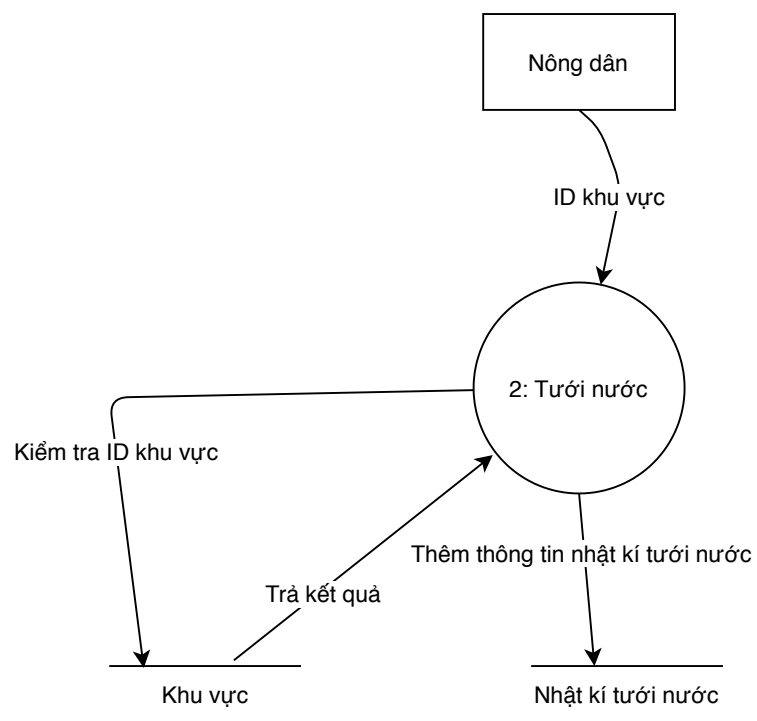 Nông dân
ID khu vực
2: Tưới nước
Kiểm tra ID khu vực
Thêm thông tin nhật kí tưới nước
Trả kết quả
Khu vực
Nhật kí tưới nước